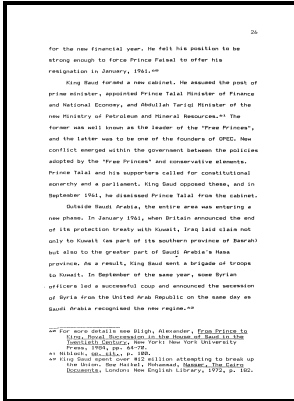 26
for the new financial year. He felt his position to be
strong enough to force Prince Faisal to offer his
resignation in January, 1961.⁶⁰
King Saud formed a new cabinet. He assumed the post of
prime minister, appointed Prince Talal Minister of Finance
and National Economy, and Abdullah Tariqi Minister of the
new Ministry of Petroleum and Mineral Resources.⁶¹ The
former was well known as the leader of the "Free Princes",
and the latter was to be one of the founders of OPEC. New
conflict emerged within the government between the policies
adopted by the "Free Princes" and conservative elements.
Prince Talal and his supporters called for constitutional
monarchy and a parliament. King Saud opposed these, and in
September 1961, he dismissed Prince Talal from the cabinet.
Outside Saudi Arabia, the entire area was entering a
new phase. In January 1961, when Britain announced the end
of its protection treaty with Kuwait, Iraq laid claim not
only to Kuwait (as part of its southern province of Basrah)
but also to the greater part of Saudi Arabia's Hasa
province. As a result, King Saud sent a brigade of troops
to Kuwait. In September of the same year, some Syrian
officers led a successful coup and announced the secession
of Syria from the United Arab Republic on the same day as
Saudi Arabia recognised the new regime.
For more details see Bligh, Alexander, From Prince to
King, Royal Succession in the House of Saud in the
Twentieth Century, New York: New York University
Press, 1984, pp. 64-70.
⁶¹ Niblock, op. cit., p. 100.
King Saud spent over #12 million attempting to break up
the Union. See Heikel, Mohammad, Nasser, The Cairo
Documents, London: New English Library, 1972, p. 182.